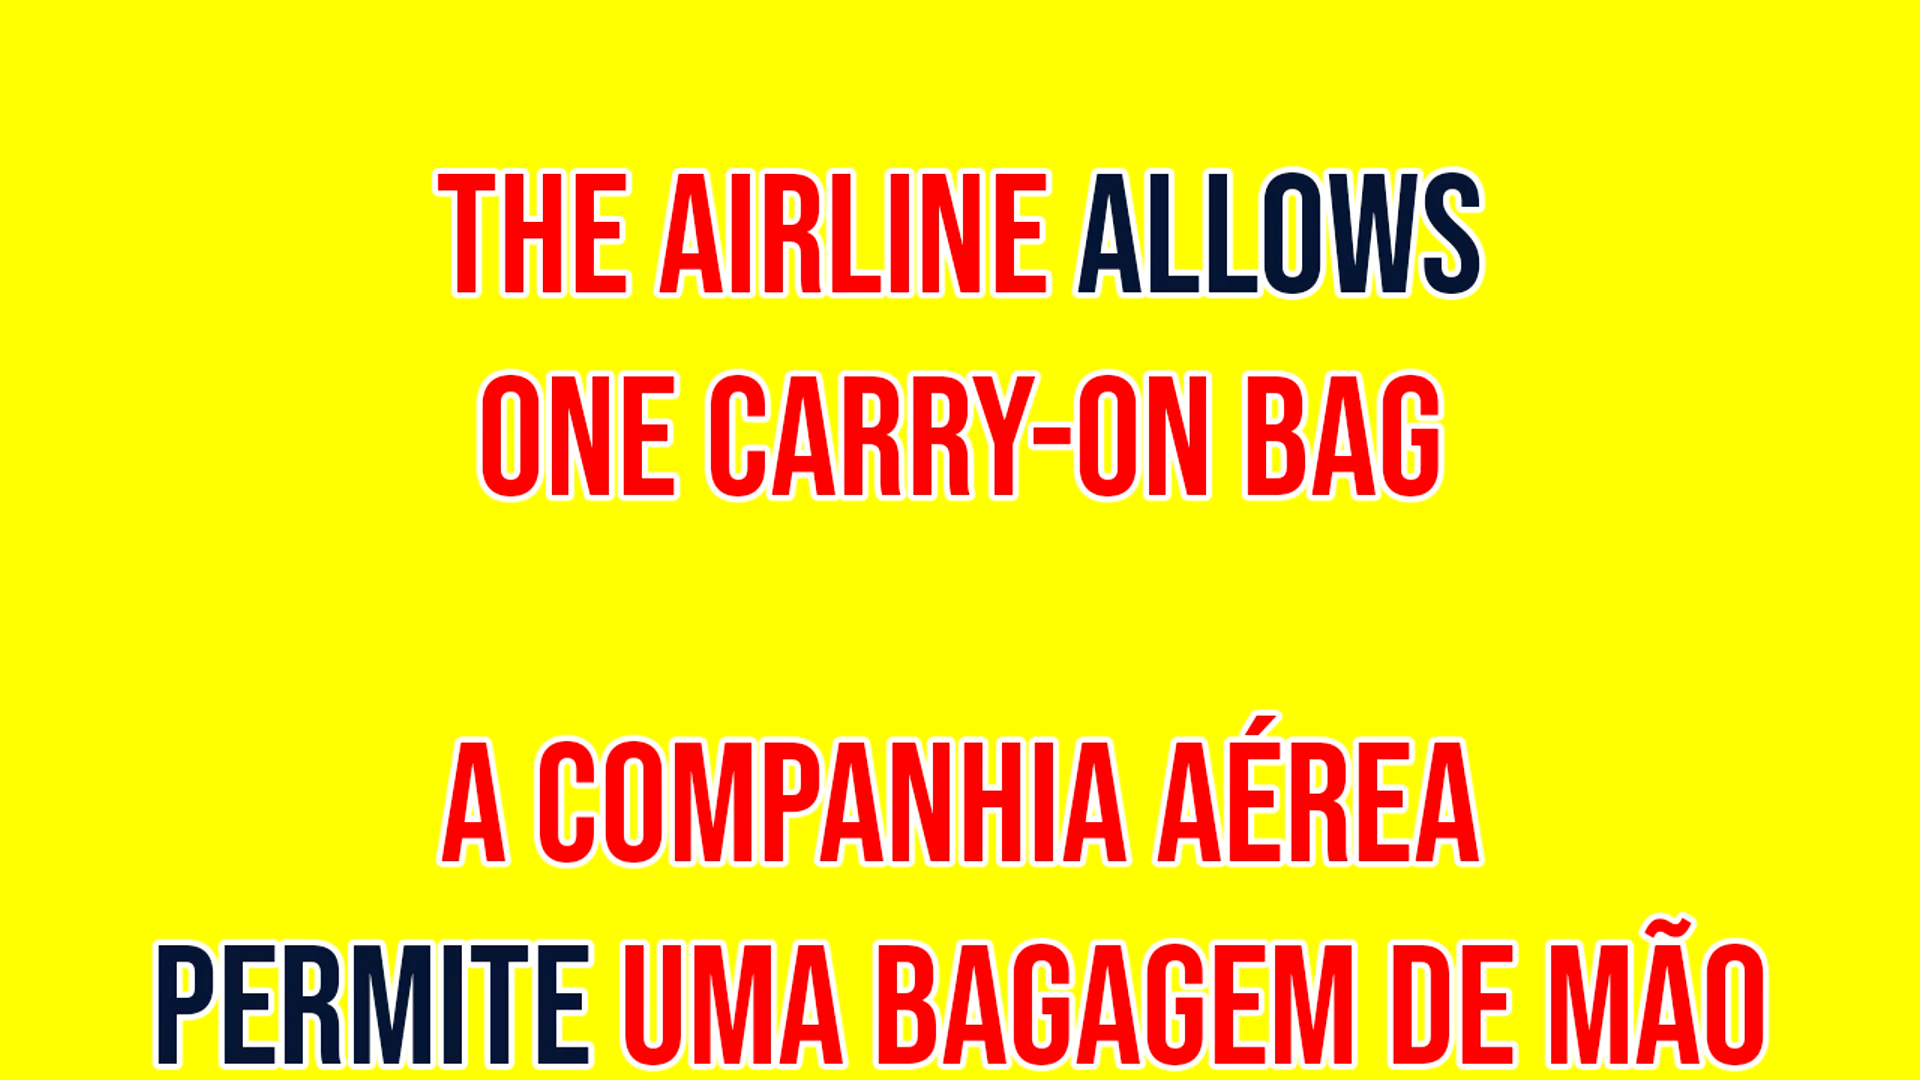 THE AIRLINE ALLOWS
ONE CARRY-ON BAG
A COMPANHIA AÉREA
PERMITE UMA BAGAGEM DE MÃO